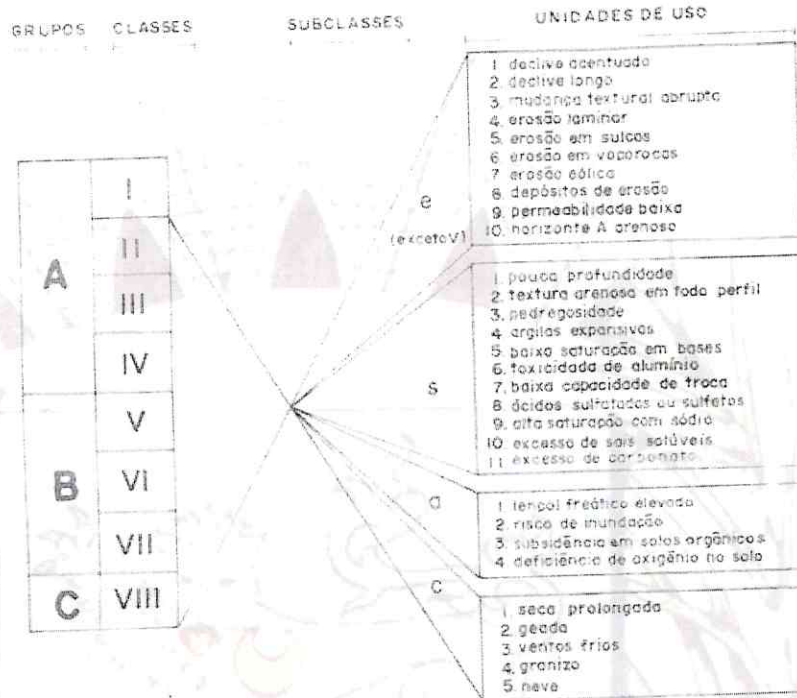 GRUPOS CLASSES SUBCLASSES UNIDADES DE USO
A
I
II
III
IV
B
V
VI
VII
C
VIII
e
(exceto V)
1. declive acentuado
2. declive longo
3. mudança textural abrupta
4. erosão laminar
5. erosão em sulcos
6. erosão em voçorocas
7. erosão eólica
8. depósitos de erosão
9. permeabilidade baixa
10. horizonte A arenoso
s
1. pouca profundidade
2. textura arenosa em todo perfil
3. pedregosidade
4. argilas expansivas
5. baixa saturação em bases
6. toxicidade de alumínio
7. baixa capacidade de troca
8. ácidos sulfatados ou sulfetos
9. alta saturação com sódio
10. excesso de sais solúveis
11. excesso de carbonato
a
1. lençol freático elevado
2. risco de inundação
3. subsidência em solos orgânicos
4. deficiência de oxigênio no solo
c
1. seca prolongada
2. geada
3. ventos frios
4. granizo
5. neve